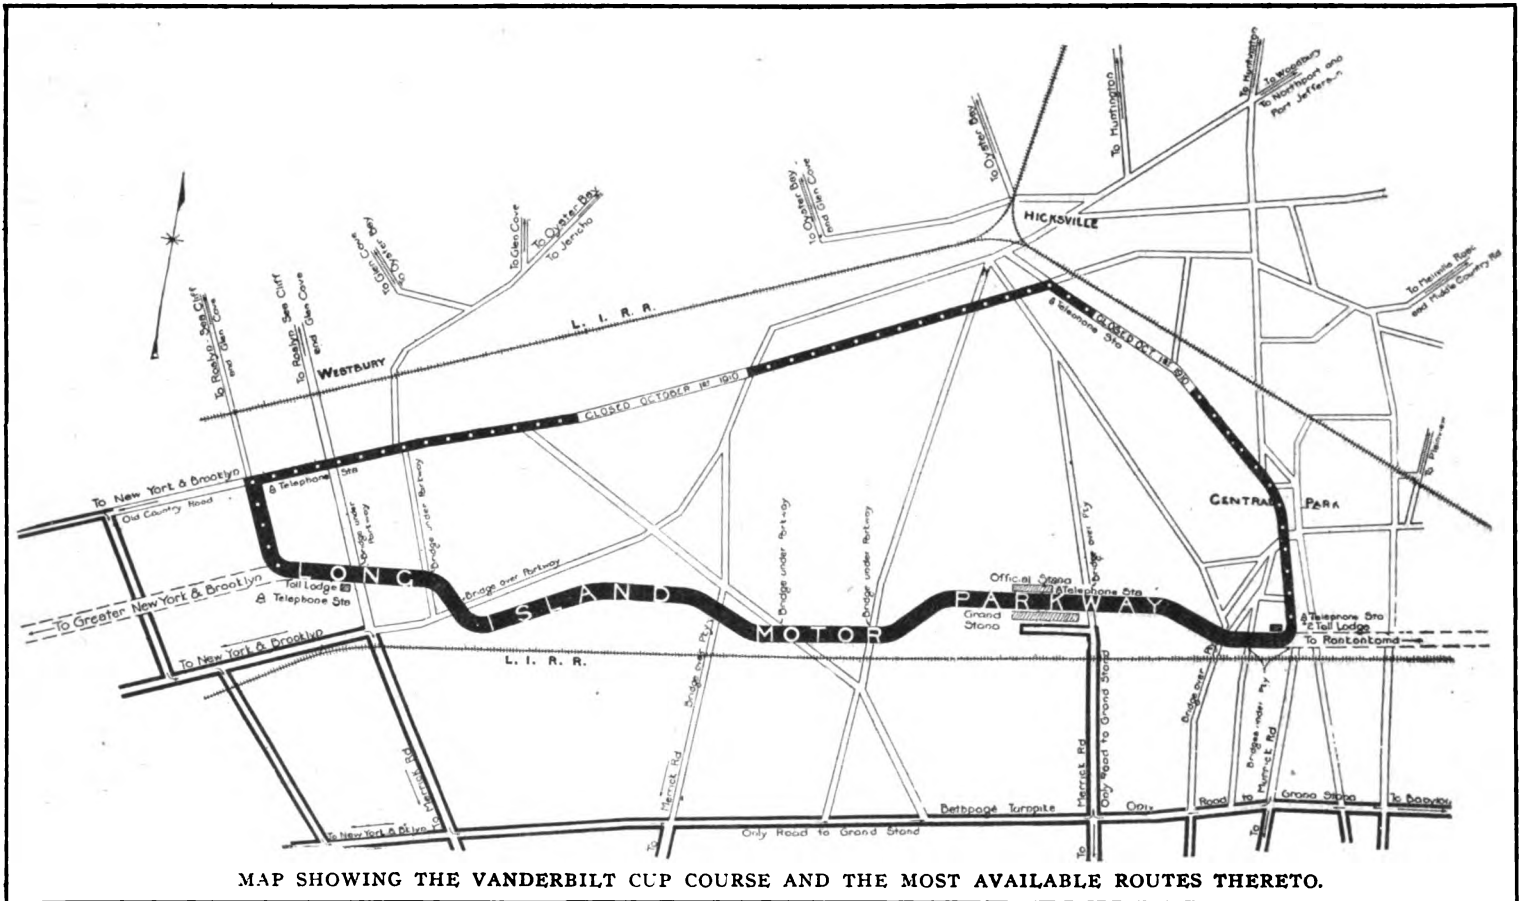 To Huntington
To Woodbury
To Northport and
Port Jefferson
To Huntington
To Oyster Bay
To Oyster Bay
and Glen Cove
HICKSVILLE
To Oyster Bay
To Jericho
To Glen Cove
To Glen Cove
To Oyster Bay
To Roslyn Sea Cliff
and Glen Cove
To Roslyn - Sea Cliff
and Glen Cove
To Melville Road
and Middle Country Rd
L. I. R. R.
WESTBURY
& Telephone Sta
CLOSED OCT 1st 1910
CLOSED OCTOBER 1st 1910
To Plainview
To New York & Brooklyn
Old Country Road
& Telephone Sta
CENTRAL PARK
Bridge under
Parkway
Bridge under Parkway
Bridge over Parkway
Bridge under Parkway
Bridge under Parkway
Bridge over Pky
LONG ISLAND MOTOR PARKWAY
Toll Lodge
& Telephone Sta
Official Stand
& Telephone Sta
Grand
Stand
& Telephone Sta
& Toll Lodge
To Ronkonkoma
To Greater New York & Brooklyn
To New York & Brooklyn
L. I. R. R.
Bridge over Pky
Bridge over
Bridges under Pky
To Merrick Rd
To Merrick Rd
To Merrick Rd
Only Road to Grand Stand
To Merrick Rd
Bethpage Turnpike
Only Road to Grand Stand
To Babylon
To New York & Bklyn
Only Road to Grand Stand
MAP SHOWING THE VANDERBILT CUP COURSE AND THE MOST AVAILABLE ROUTES THERETO.